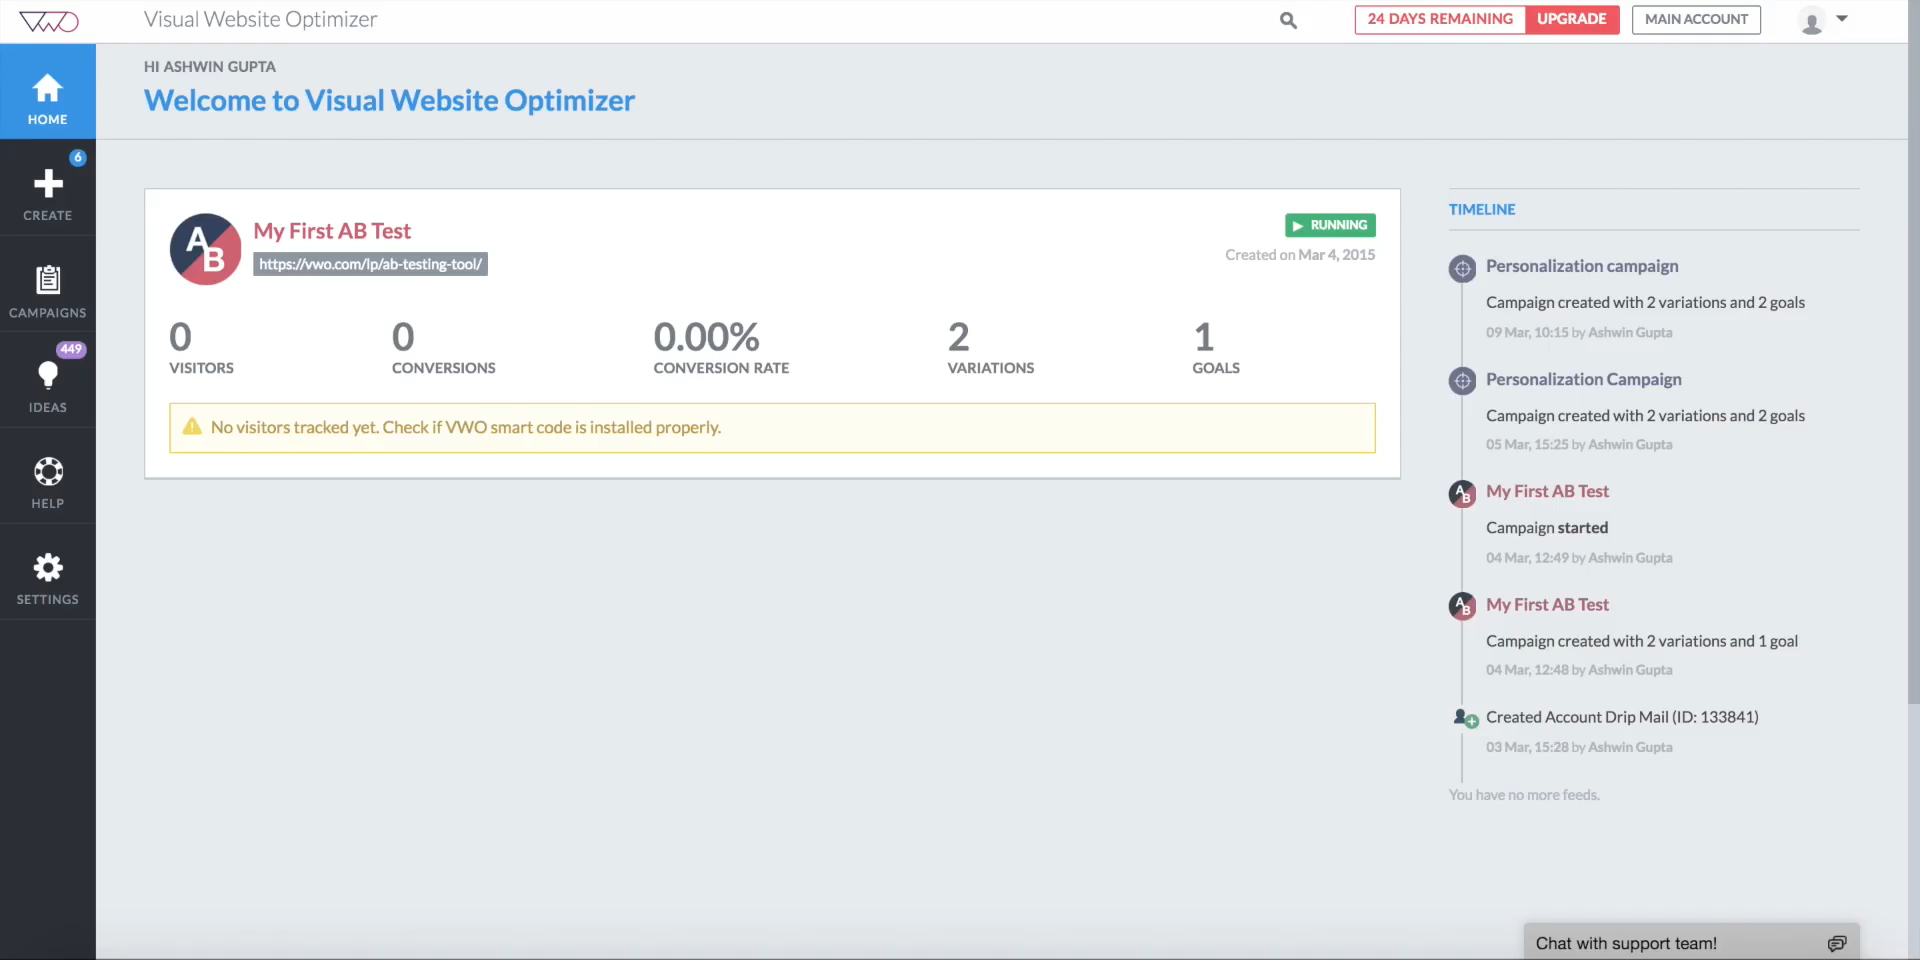 VWO
Visual Website Optimizer
24 DAYS REMAINING
UPGRADE
MAIN ACCOUNT
HI ASHWIN GUPTA
Welcome to Visual Website Optimizer
HOME
6
CREATE
CAMPAIGNS
449
IDEAS
HELP
SETTINGS
AB
My First AB Test
https://vwo.com/lp/ab-testing-tool/
RUNNING
Created on Mar 4, 2015
0
VISITORS
0
CONVERSIONS
0.00%
CONVERSION RATE
2
VARIATIONS
1
GOALS
No visitors tracked yet. Check if VWO smart code is installed properly.
TIMELINE
Personalization campaign
Campaign created with 2 variations and 2 goals
09 Mar, 10:15 by Ashwin Gupta
Personalization Campaign
Campaign created with 2 variations and 2 goals
05 Mar, 15:25 by Ashwin Gupta
AB
My First AB Test
Campaign started
04 Mar, 12:49 by Ashwin Gupta
AB
My First AB Test
Campaign created with 2 variations and 1 goal
04 Mar, 12:48 by Ashwin Gupta
Created Account Drip Mail (ID: 133841)
03 Mar, 15:28 by Ashwin Gupta
You have no more feeds.
Chat with support team!